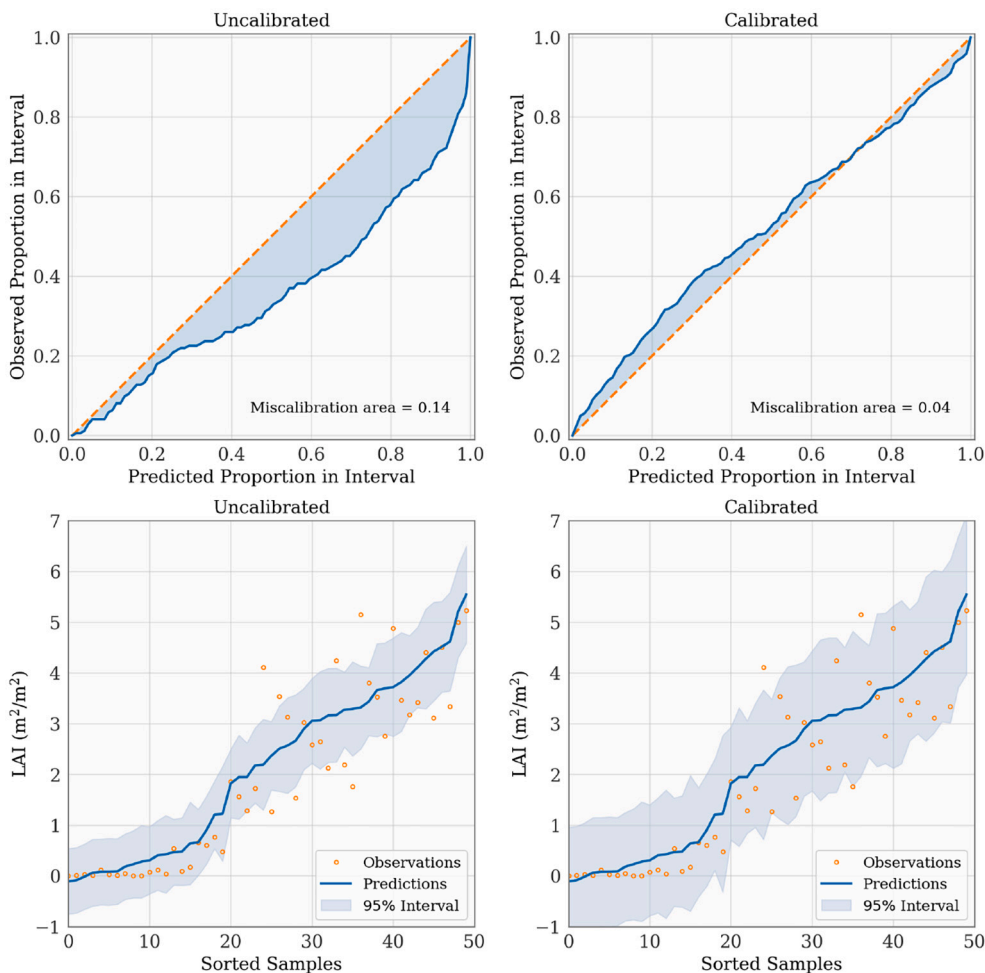 Uncalibrated
Calibrated
1.0
0.8
0.6
0.4
0.2
0.0
Observed Proportion in Interval
Miscalibration area = 0.14
0.0 0.2 0.4 0.6 0.8 1.0
Predicted Proportion in Interval
1.0
0.8
0.6
0.4
0.2
0.0
Observed Proportion in Interval
Miscalibration area = 0.04
0.0 0.2 0.4 0.6 0.8 1.0
Predicted Proportion in Interval
Uncalibrated
7
6
5
4
3
2
1
0
−1
LAI (m²/m²)
Observations
Predictions
95% Interval
0 10 20 30 40 50
Sorted Samples
Calibrated
7
6
5
4
3
2
1
0
−1
LAI (m²/m²)
Observations
Predictions
95% Interval
0 10 20 30 40 50
Sorted Samples